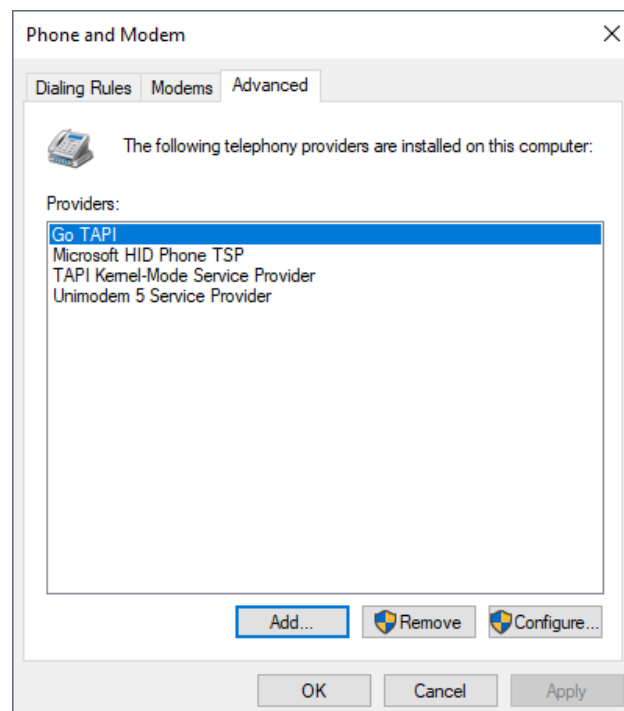 Phone and Modem
Dialing Rules Modems Advanced
The following telephony providers are installed on this computer:
Providers:
Go TAPI
Microsoft HID Phone TSP
TAPI Kernel-Mode Service Provider
Unimodem 5 Service Provider
Add... Remove Configure...
OK Cancel Apply